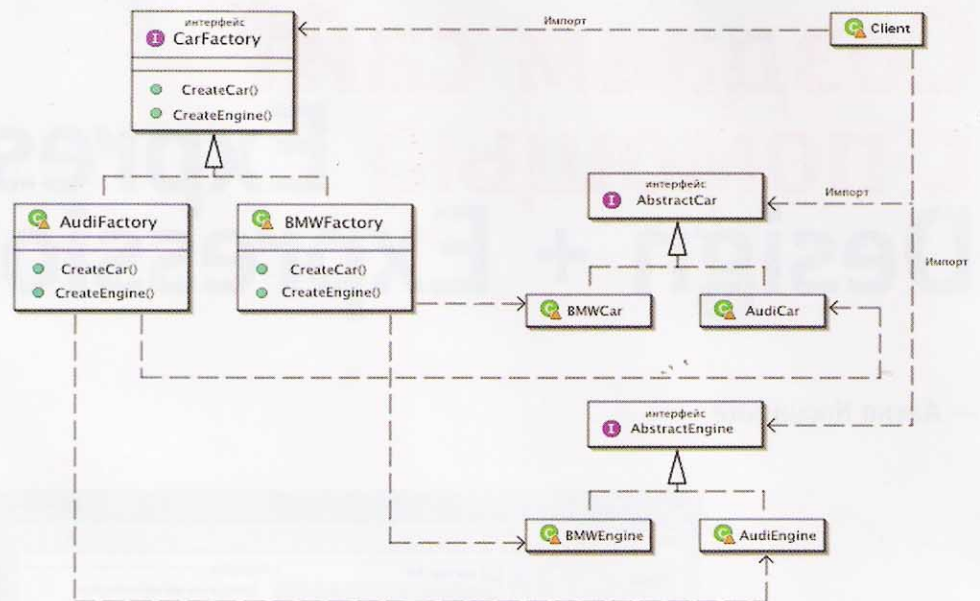 Импорт
интерфейс
I CarFactory
CreateCar()
CreateEngine()
C Client
C AudiFactory
CreateCar()
CreateEngine()
C BMWFactory
CreateCar()
CreateEngine()
интерфейс
I AbstractCar
Импорт
Импорт
C BMWCar
C AudiCar
интерфейс
I AbstractEngine
C BMWEngine
C AudiEngine